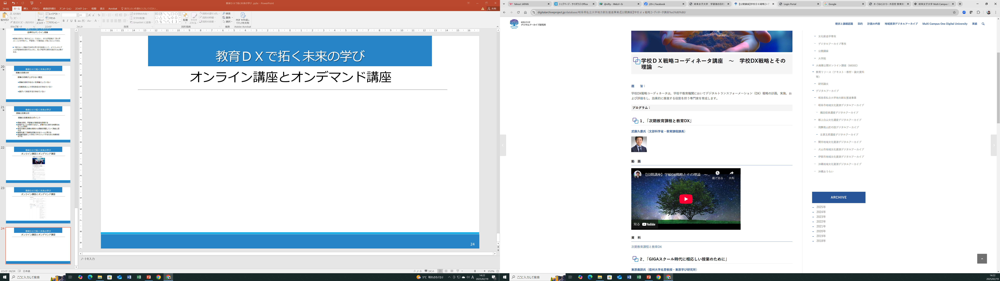 教育ＤＸで拓く未来の学び .pptx - PowerPoint
ファイル
ホーム
挿入
デザイン
画面切り替え
アニメーション
スライド ショー
校閲
表示
Acrobat
実行したい作業を入力してください...
共有
貼り付け
切り取り
コピー
書式のコピー/貼り付け
クリップボード
新しい
スライド
レイアウト
リセット
セクション
スライド
24
フォント
文字列の方向
文字の配置
SmartArt に変換
段落
配置
クイック
スタイル
図形の塗りつぶし
図形の枠線
図形の効果
図形描画
検索
置換
選択
編集
PDF を作成し
てリンクを共有
Adobe Acrobat
教育ＤＸで拓く未来の学び
自律的なオンライン授業
20
教育ＤＸで拓く未来の学び
授業の効果分析
授業の効果が上がらない要因
授業の目的やねらいを明確にしていない
効果測定として何を測るのか決めていない
誰がいつ測定するか決めていない
21
教育ＤＸで拓く未来の学び
授業の効果分析
授業の効果測定のポイント
授業の目的、学習者の行動変容を評価する
22
教育ＤＸで拓く未来の学び
オンライン講座とオンデマンド講座
23
教育ＤＸで拓く未来の学び
オンライン講座とオンデマンド講座
24
教育ＤＸで拓く未来の学び
オンライン講座とオンデマンド講座
教育ＤＸで拓く未来の学び
オンライン講座とオンデマンド講座
24
ノートを入力
スライド 24/24
日本語
ノート
コメント
152%
ここに入力して検索
5°C 晴れのちくもり
14:22
2025/02/19
Yahoo! JAPAN
トップページ - サイボウズ Office
@nifty - Webメール
(20+) Facebook
岐阜女子大学　学習者の目的
【公開講座】学校ＤＸ戦略コーデ
Login Portal
Google
オーラルヒストリー 木田宏 教育資
岐阜女子大学 Multi Campus O
digitalarchiveproject.jp/database/岐阜県私立大学地方創生推進事業/【公開講座】学校ｄｘ戦略コーディネータ講座%e3%80%80/
岐阜女子大学
デジタルアーカイブ研究所
現状と課題認識
目的
計画の内容
地域資源デジタルアーカイブ
Multi Campus One Digital University
実績
学校ＤＸ戦略コーディネータ講座　～　学校DX戦略とその
理論　～
趣　旨：
学校DX戦略コーディネータは，学校や教育機関においてデジタルトランスフォーメーション（DX）戦略の計画，実施，お
よび評価をし，効果的に推進する役割を担う専門家を育成します。
プログラム：
１．「次期教育課程と教育DX」
武藤久慶氏（文部科学省・教育課程課長）
動　画
【公開講座】学校DX戦略とその理論　～...
後で見る
共有
見る YouTube
資　料
次期教育課程と教育DX
２．「GIGAスクール時代に相応しい授業のために」
東原義訓氏（信州大学名誉教授・東原学び研究所）
文化創造学専攻
デジタルアーカイブ専攻
公開講座
大学院
大規模公開オンライン講座（MOOC）
教育リソース（テキスト・教材・論文資料
等）
研究論文
デジタルアーカイブ
岐阜県私立大学地方創生推進事業
岐阜市地域文化資源デジタルアーカイブ
織田信長遺産デジタルアーカイブ
郡上白山文化遺産デジタルアーカイブ
飛騨高山匠の技デジタルアーカイブ
左甚五郎遺産デジタルアーカイブ
関市地域文化資源デジタルアーカイブ
犬山市地域文化資源デジタルアーカイブ
伊那市地域文化資源デジタルアーカイブ
沖縄地域文化資源デジタルアーカイブ
沖縄おうらい
ARCHIVE
2025年
2024年
2023年
2022年
2021年
2020年
2019年
2018年
ここに入力して検索
14:22
2025/02/19